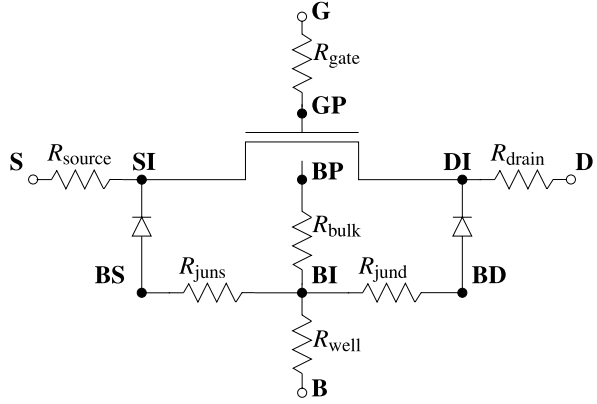 G
Rgate
GP
S
Rsource
SI
BP
DI
Rdrain
D
Rbulk
BS
Rjuns
BI
Rjund
BD
Rwell
B